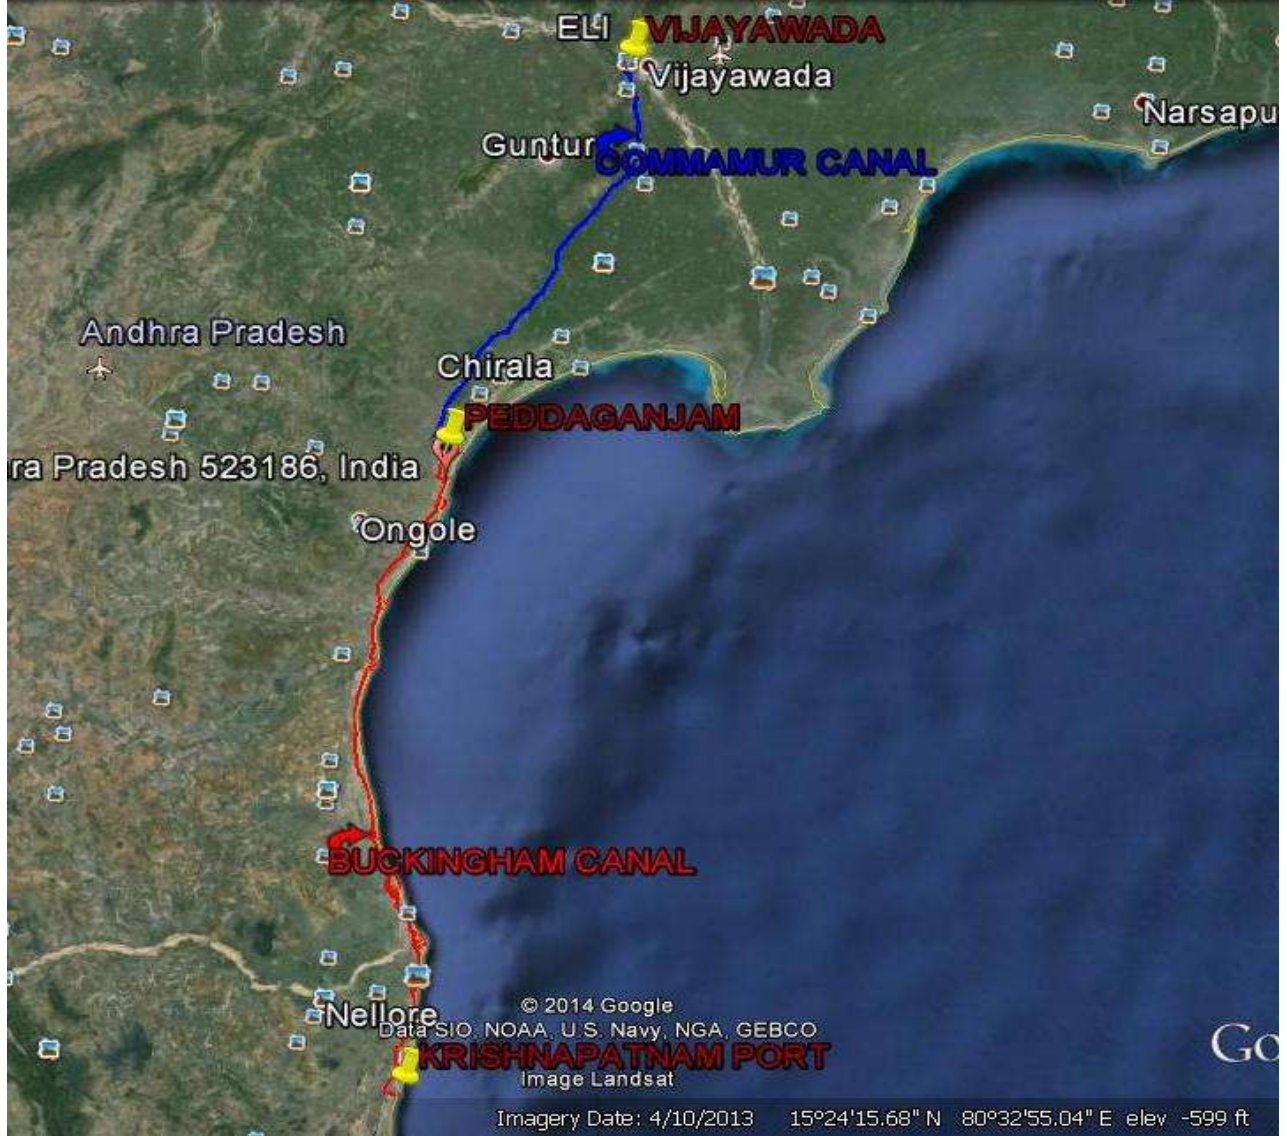 ELI VIJAYAWADA
Vijayawada
Narsapu
Guntur
COMMAMUR CANAL
Andhra Pradesh
Chirala
PEDDAGANJAM
ra Pradesh 523186, India
Ongole
BUCKINGHAM CANAL
Nellore
© 2014 Google
Data SIO, NOAA, U.S. Navy, NGA, GEBCO
Go
KRISHNAPATNAM PORT
Image Landsat
Imagery Date: 4/10/2013 15°24'15.68" N 80°32'55.04" E elev -599 ft